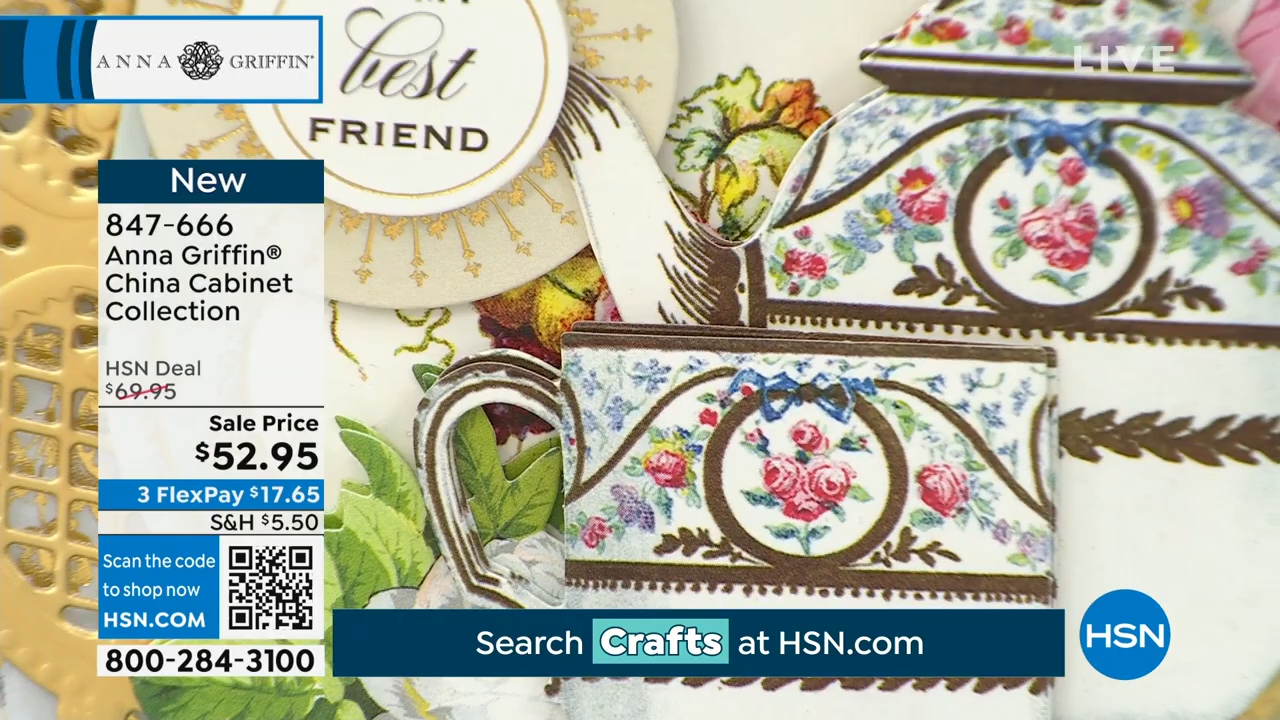 ANNA GRIFFIN®
best
FRIEND
LIVE
New
847-666
Anna Griffin®
China Cabinet
Collection
HSN Deal
$69.95
Sale Price
$52.95
3 FlexPay $17.65
S&H $5.50
Scan the code
to shop now
HSN.COM
800-284-3100
Search Crafts at HSN.com
HSN